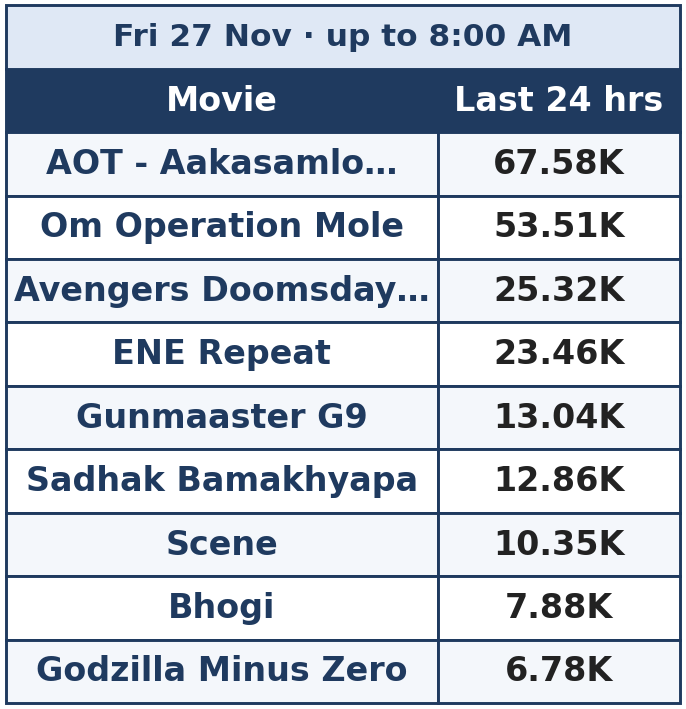 Fri 27 Nov · up to 8:00 AM
Movie Last 24 hrs
AOT - Aakasamlo... 67.58K
Om Operation Mole 53.51K
Avengers Doomsday... 25.32K
ENE Repeat 23.46K
Gunmaaster G9 13.04K
Sadhak Bamakhyapa 12.86K
Scene 10.35K
Bhogi 7.88K
Godzilla Minus Zero 6.78K